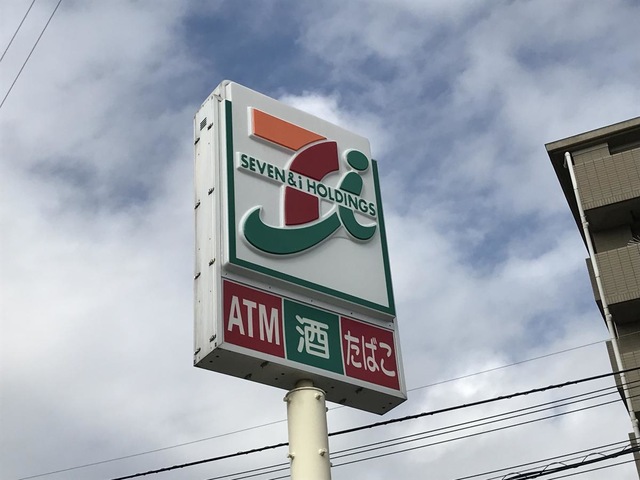 SEVEN & i HOLDINGS
ATM 酒 たばこ